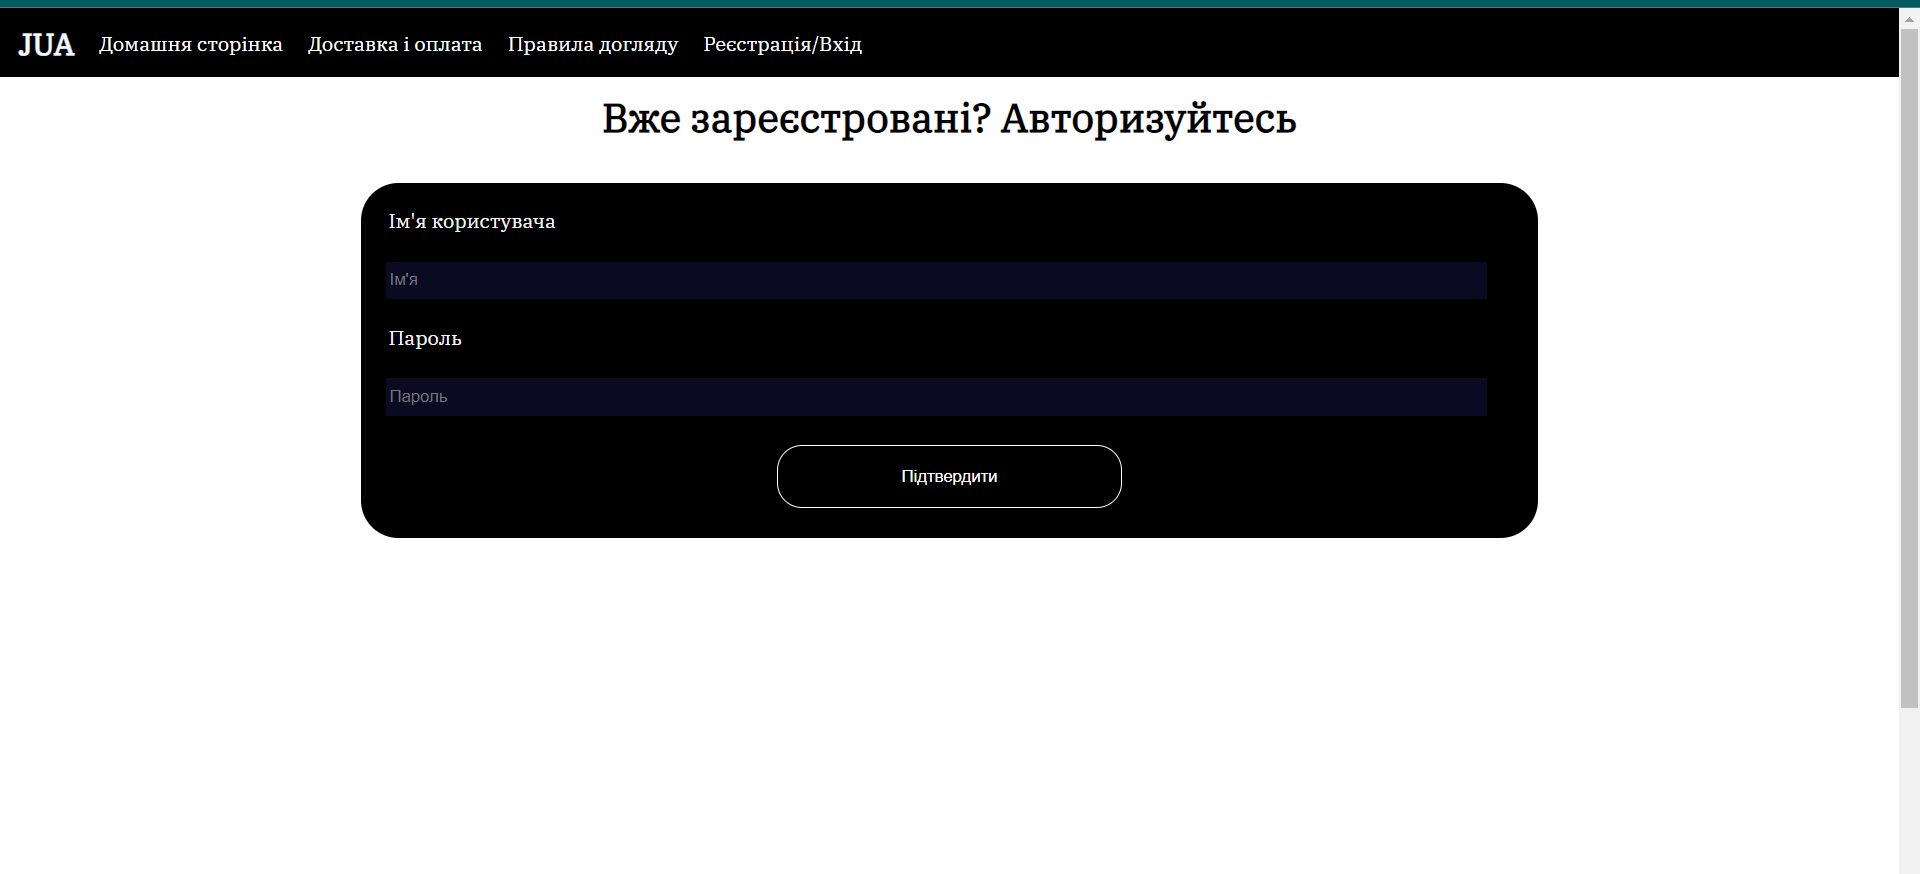 JUA Домашня сторінка Доставка і оплата Правила догляду Реєстрація/Вхід
Вже зареєстровані? Авторизуйтесь
Ім'я користувача
Ім'я
Пароль
Пароль
Підтвердити